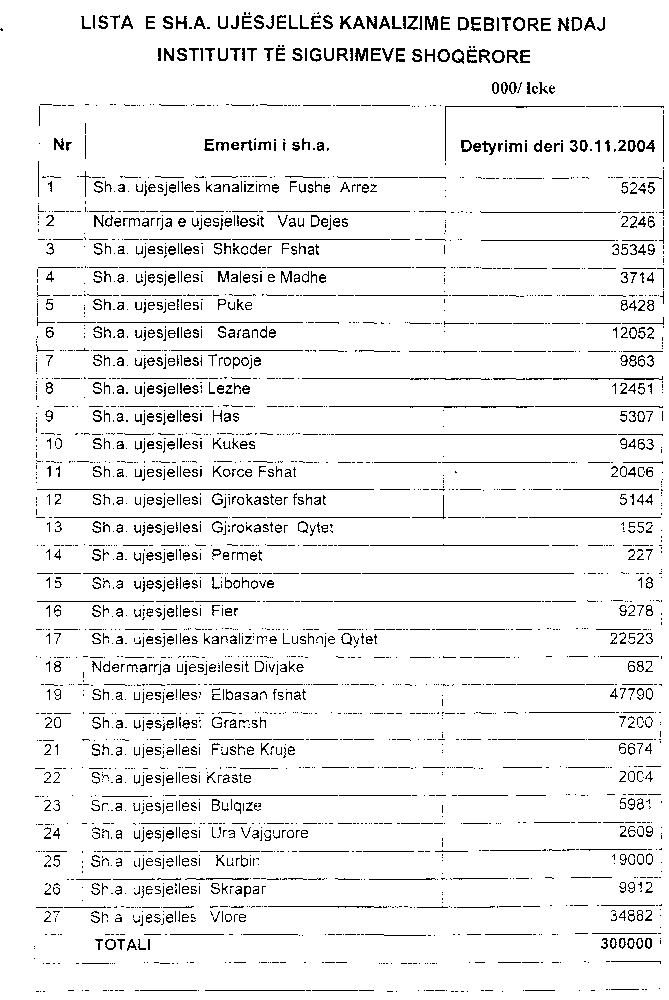 LISTA E SH.A. UJËSJELLËS KANALIZIME DEBITORE NDAJ
INSTITUTIT TË SIGURIMEVE SHOQËRORE
000/ leke
Nr Emertimi i sh.a. Detyrimi deri 30.11.2004
1 Sh.a. ujesjelles kanalizime Fushe Arrez 5245
2 Ndermarrja e ujesjellesit Vau Dejes 2246
3 Sh.a. ujesjellesi Shkoder Fshat 35349
4 Sh.a. ujesjellesi Malesi e Madhe 3714
5 Sh.a. ujesjellesi Puke 8428
6 Sh.a. ujesjellesi Sarande 12052
7 Sh.a. ujesjellesi Tropoje 9863
8 Sh.a. ujesjellesi Lezhe 12451
9 Sh.a. ujesjellesi Has 5307
10 Sh.a. ujesjellesi Kukes 9463
11 Sh.a. ujesjellesi Korce Fshat 20406
12 Sh.a. ujesjellesi Gjirokaster fshat 5144
13 Sh.a. ujesjellesi Gjirokaster Qytet 1552
14 Sh.a. ujesjellesi Permet 227
15 Sh.a. ujesjellesi Libohove 18
16 Sh.a. ujesjellesi Fier 9278
17 Sh.a. ujesjelles kanalizime Lushnje Qytet 22523
18 Ndermarrja ujesjellesit Divjake 682
19 Sh.a. ujesjellesi Elbasan fshat 47790
20 Sh.a. ujesjellesi Gramsh 7200
21 Sh.a. ujesjellesi Fushe Kruje 6674
22 Sh.a. ujesjellesi Kraste 2004
23 Sh.a. ujesjellesi Bulqize 5981
24 Sh.a ujesjellesi Ura Vajgurore 2609
25 Sh.a ujesjellesi Kurbin 19000
26 Sh.a. ujesjellesi Skrapar 9912
27 Sh a. ujesjellesi Vlore 34882
TOTALI 300000